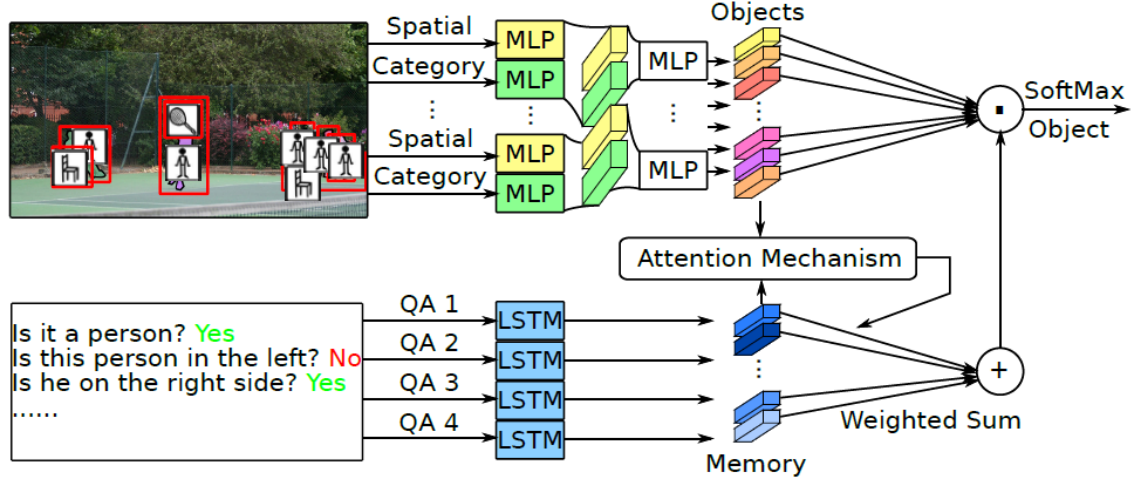 Objects
Spatial
MLP
Category
MLP
MLP
SoftMax
Object
Spatial
MLP
Category
MLP
MLP
Attention Mechanism
Is it a person? Yes
Is this person in the left? No
Is he on the right side? Yes
......
QA 1
LSTM
QA 2
LSTM
QA 3
LSTM
QA 4
LSTM
+
Weighted Sum
Memory